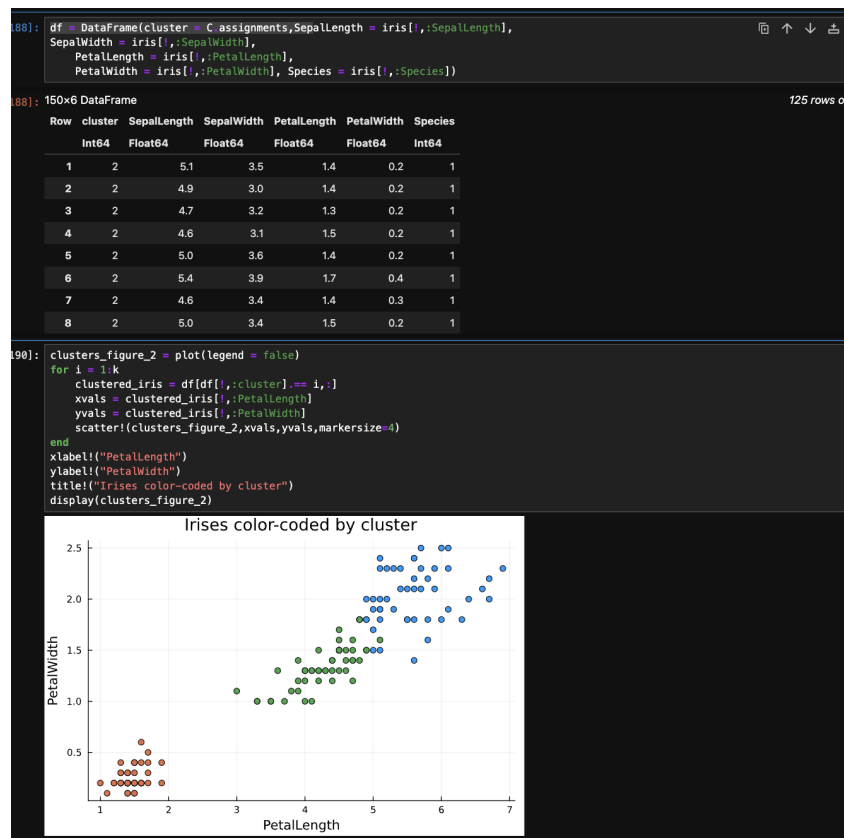 88]: df = DataFrame(cluster = C.assignments,SepalLength = iris[!,:SepalLength],
SepalWidth = iris[!,:SepalWidth],
PetalLength = iris[!,:PetalLength],
PetalWidth = iris[!,:PetalWidth], Species = iris[!,:Species])
88]: 150×6 DataFrame 125 rows o
Row cluster SepalLength SepalWidth PetalLength PetalWidth Species
Int64 Float64 Float64 Float64 Float64 Int64
1 2 5.1 3.5 1.4 0.2 1
2 2 4.9 3.0 1.4 0.2 1
3 2 4.7 3.2 1.3 0.2 1
4 2 4.6 3.1 1.5 0.2 1
5 2 5.0 3.6 1.4 0.2 1
6 2 5.4 3.9 1.7 0.4 1
7 2 4.6 3.4 1.4 0.3 1
8 2 5.0 3.4 1.5 0.2 1
90]: clusters_figure_2 = plot(legend = false)
for i = 1:k
clustered_iris = df[df[!,:cluster].== i,:]
xvals = clustered_iris[!,:PetalLength]
yvals = clustered_iris[!,:PetalWidth]
scatter!(clusters_figure_2,xvals,yvals,markersize=4)
end
xlabel!("PetalLength")
ylabel!("PetalWidth")
title!("Irises color-coded by cluster")
display(clusters_figure_2)
Irises color-coded by cluster
2.5
2.0
1.5
1.0
0.5
PetalWidth
1 2 3 4 5 6 7
PetalLength